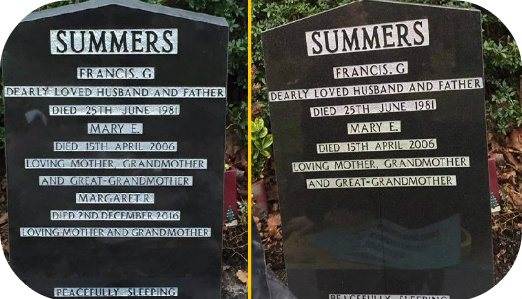 SUMMERS
FRANCIS. G
DEARLY LOVED HUSBAND AND FATHER
DIED 25TH JUNE 1981
MARY E.
DIED 15TH APRIL 2006
LOVING MOTHER, GRANDMOTHER
AND GREAT-GRANDMOTHER
MARGARET R.
DIED 2ND DECEMBER 2016
LOVING MOTHER AND GRANDMOTHER
PEACEFULLY SLEEPING
SUMMERS
FRANCIS. G
DEARLY LOVED HUSBAND AND FATHER
DIED 25TH JUNE 1981
MARY E.
DIED 15TH APRIL 2006
LOVING MOTHER, GRANDMOTHER
AND GREAT-GRANDMOTHER
PEACEFULLY SLEEPING